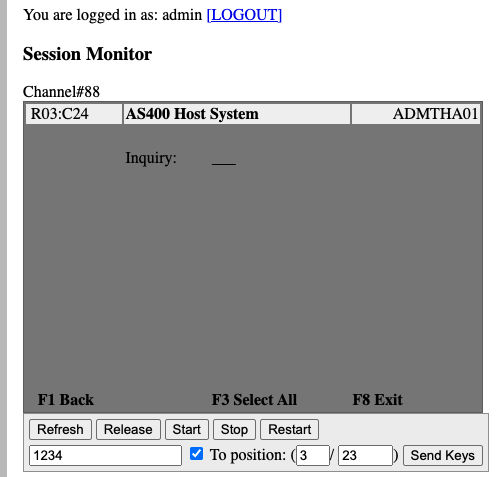 You are logged in as: admin [LOGOUT]
Session Monitor
Channel#88
R03:C24 AS400 Host System ADMTHA01
Inquiry: ___
F1 Back F3 Select All F8 Exit
Refresh Release Start Stop Restart
1234 To position: (3 / 23) Send Keys